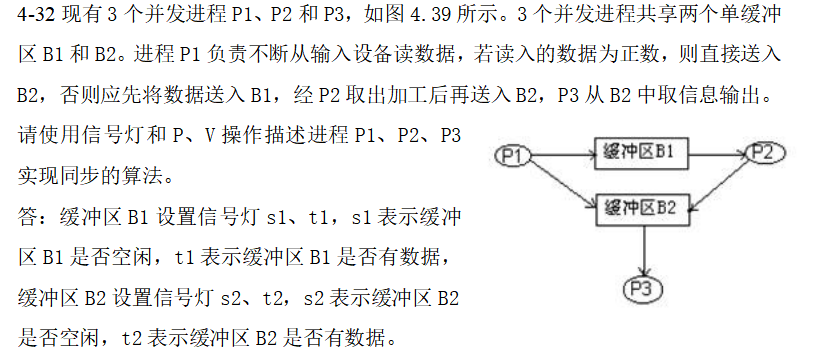 4-32 现有 3 个并发进程 P1、P2 和 P3，如图 4.39 所示。3 个并发进程共享两个单缓冲
区 B1 和 B2。进程 P1 负责不断从输入设备读数据，若读入的数据为正数，则直接送入
B2，否则应先将数据送入 B1，经 P2 取出加工后再送入 B2，P3 从 B2 中取信息输出。
请使用信号灯和 P、V 操作描述进程 P1、P2、P3
实现同步的算法。
答：缓冲区 B1 设置信号灯 s1、t1，s1 表示缓冲
区 B1 是否空闲，t1 表示缓冲区 B1 是否有数据，
缓冲区 B2 设置信号灯 s2、t2，s2 表示缓冲区 B2
是否空闲，t2 表示缓冲区 B2 是否有数据。
P1
缓冲区B1
P2
缓冲区B2
P3